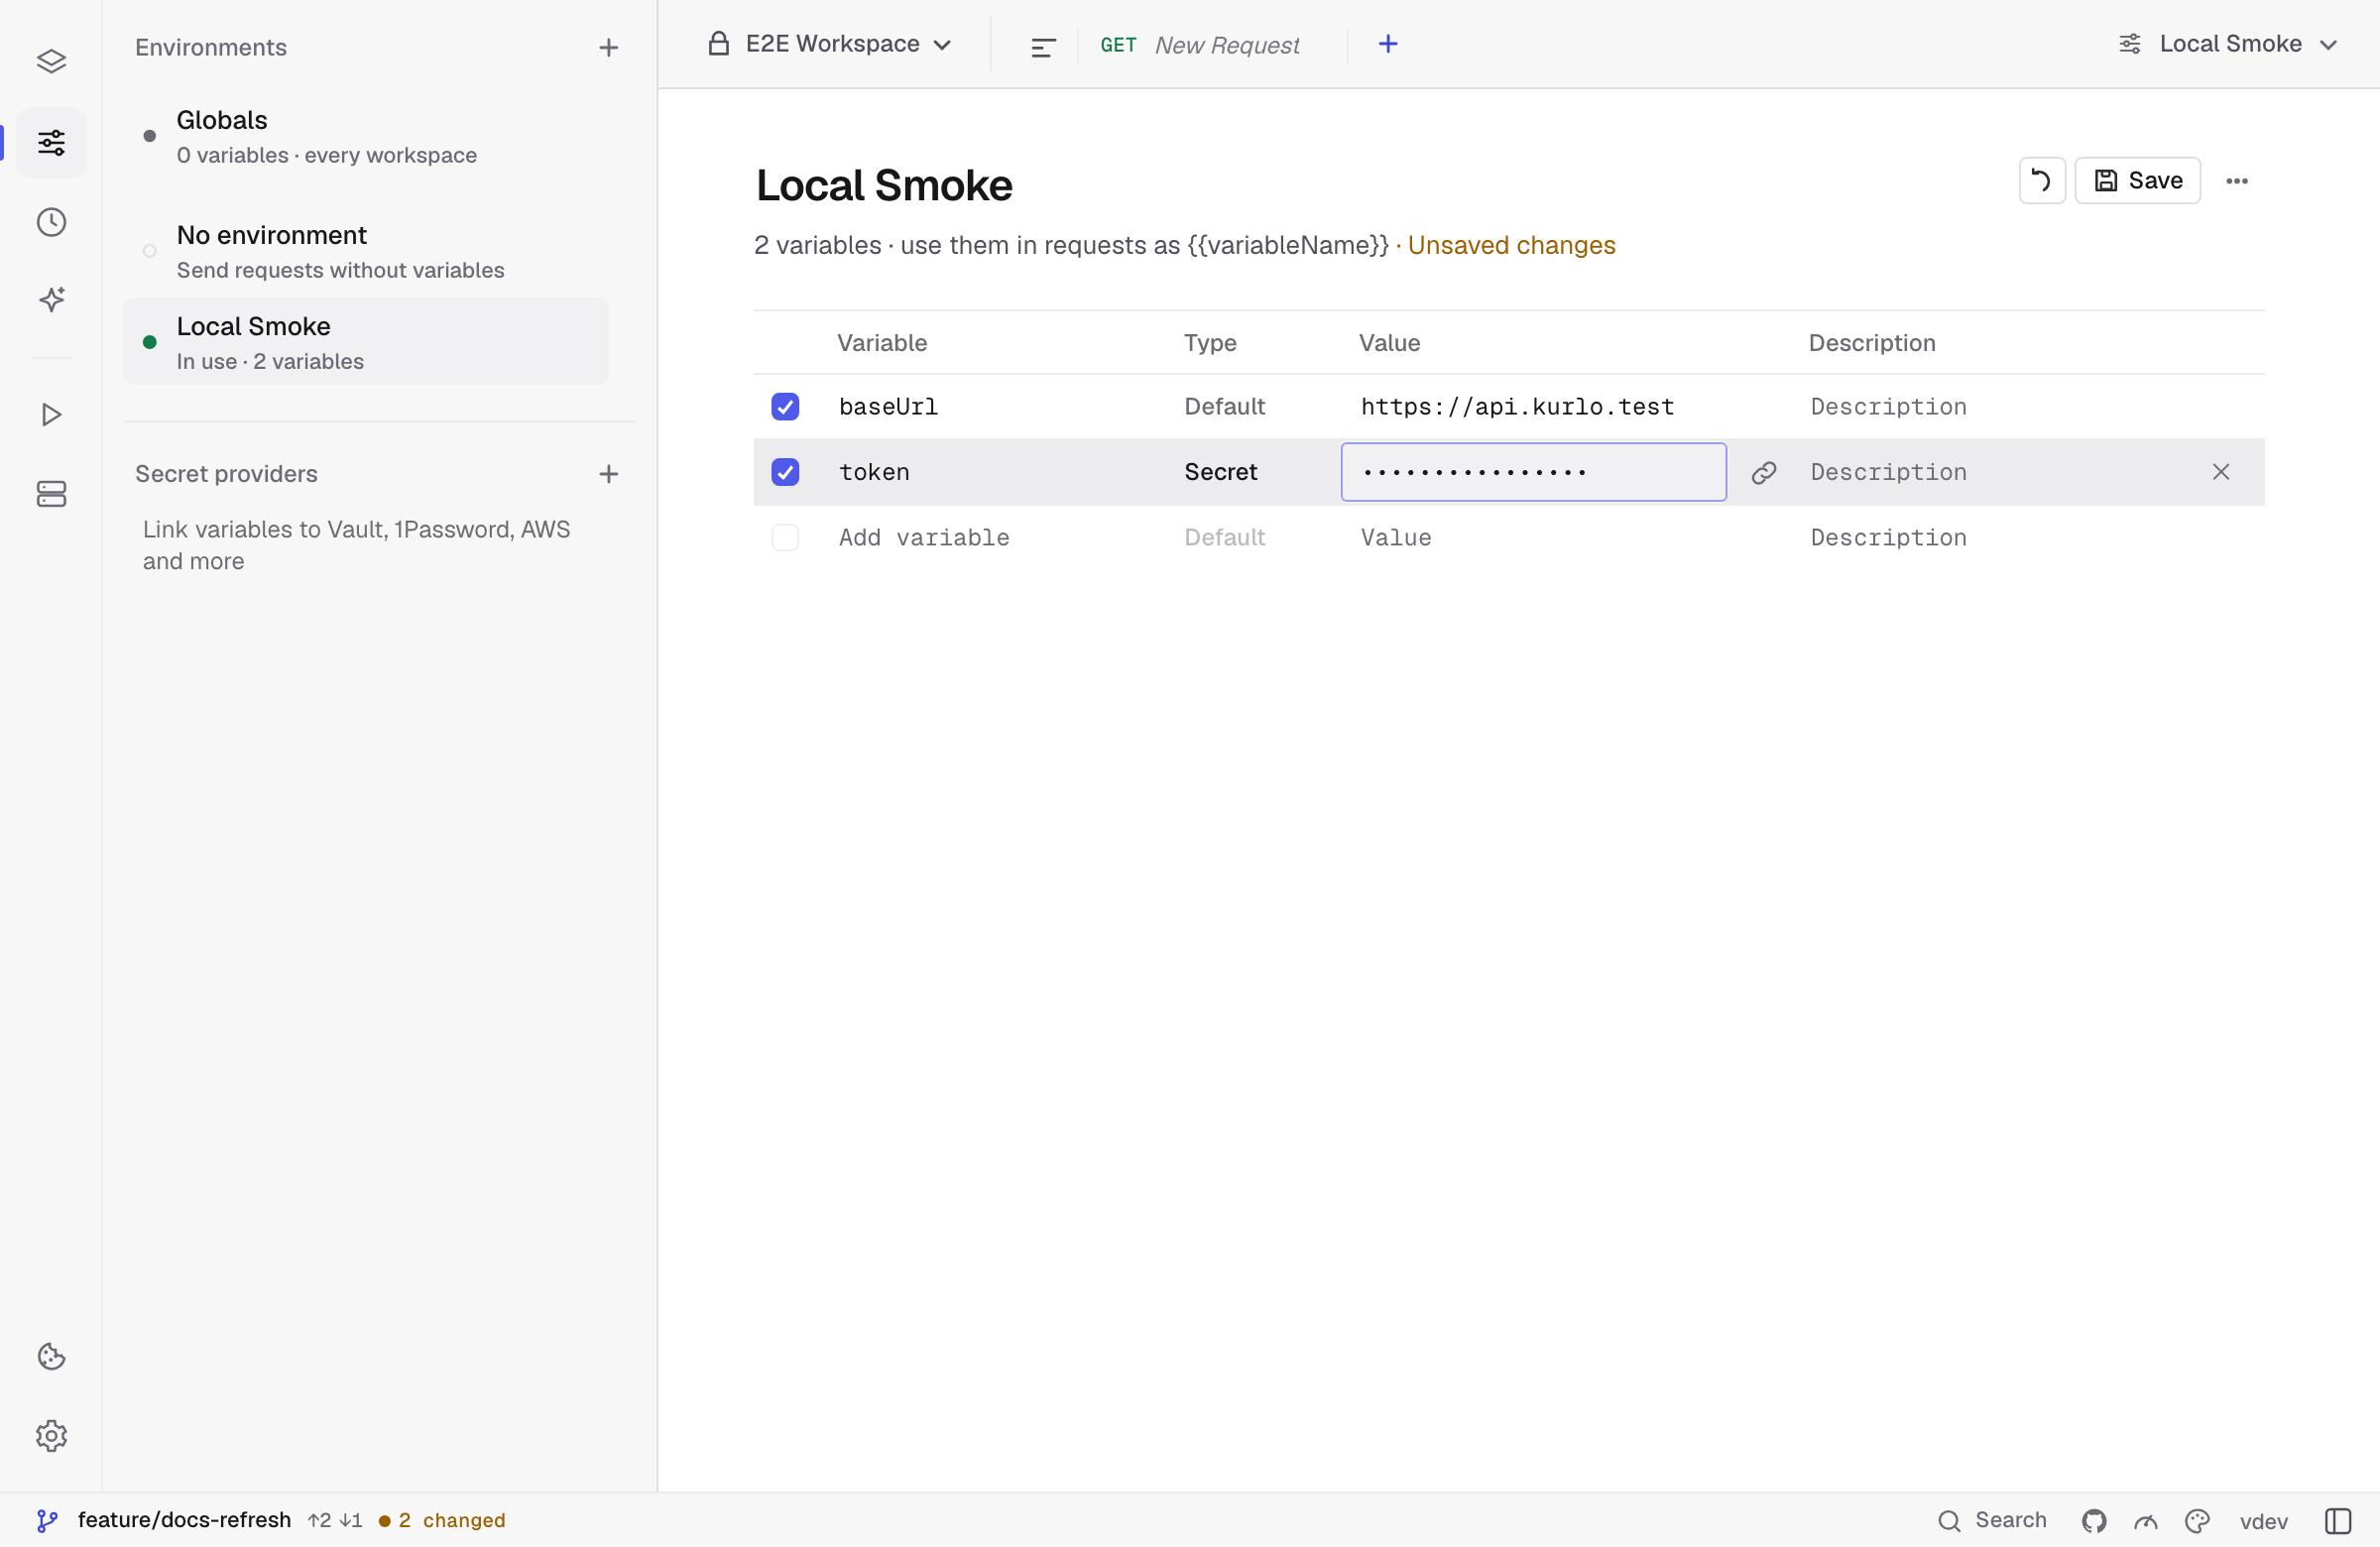 Environments
Globals
0 variables · every workspace
No environment
Send requests without variables
Local Smoke
In use · 2 variables
Secret providers
Link variables to Vault, 1Password, AWS
and more
E2E Workspace
GET New Request
Local Smoke
Local Smoke
Save
2 variables · use them in requests as {{variableName}} · Unsaved changes
Variable Type Value Description
baseUrl Default https://api.kurlo.test Description
token Secret •••••••••••••••• Description
Add variable Default Value Description
feature/docs-refresh ↑2 ↓1 2 changed
Search vdev